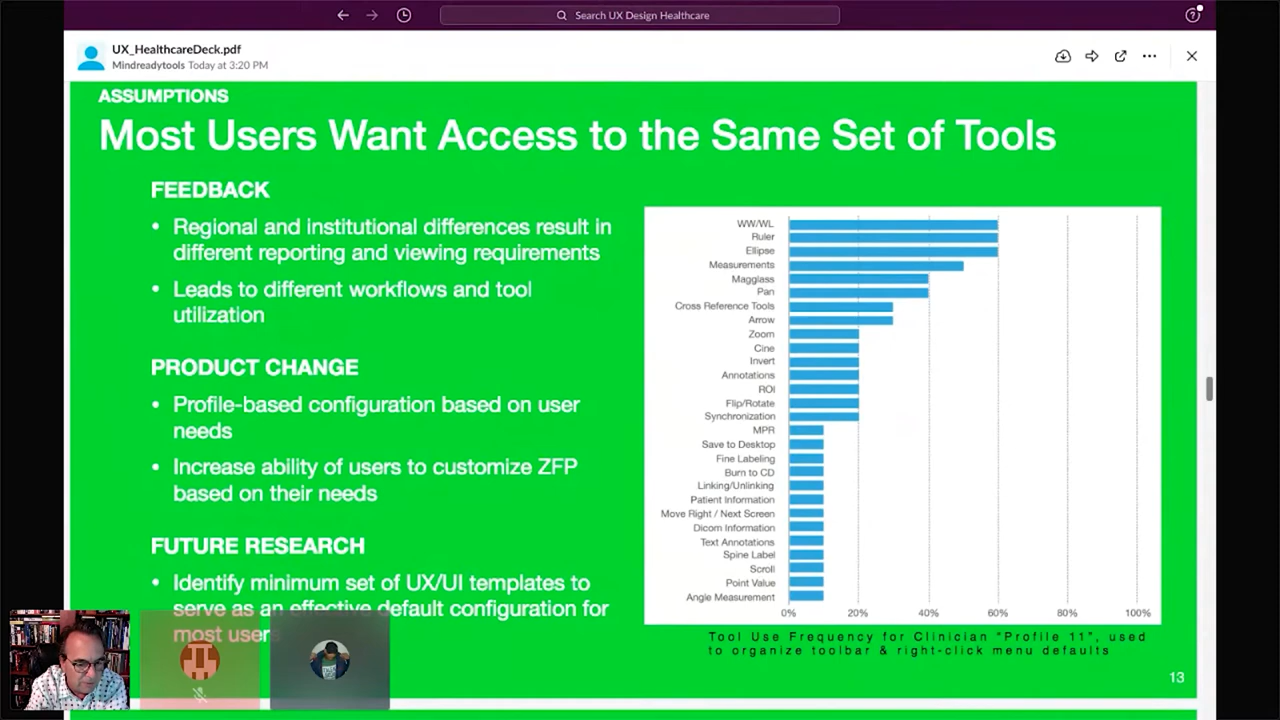 Search UX Design Healthcare
UX_HealthcareDeck.pdf
Mindreadytools Today at 3:20 PM
ASSUMPTIONS
Most Users Want Access to the Same Set of Tools
FEEDBACK
• Regional and institutional differences result in
different reporting and viewing requirements
• Leads to different workflows and tool
utilization
PRODUCT CHANGE
• Profile-based configuration based on user
needs
• Increase ability of users to customize ZFP
based on their needs
FUTURE RESEARCH
• Identify minimum set of UX/UI templates to
serve as an effective default configuration for
most users
WW/WL
Ruler
Ellipse
Measurements
Magglass
Pan
Cross Reference Tools
Arrow
Zoom
Cine
Invert
Annotations
ROI
Flip/Rotate
Synchronization
MPR
Save to Desktop
Fine Labeling
Burn to CD
Linking/Unlinking
Patient Information
Move Right / Next Screen
Dicom Information
Text Annotations
Spine Label
Scroll
Point Value
Angle Measurement
0% 20% 40% 60% 80% 100%
Tool Use Frequency for Clinician "Profile 11", used
to organize toolbar & right-click menu defaults
13